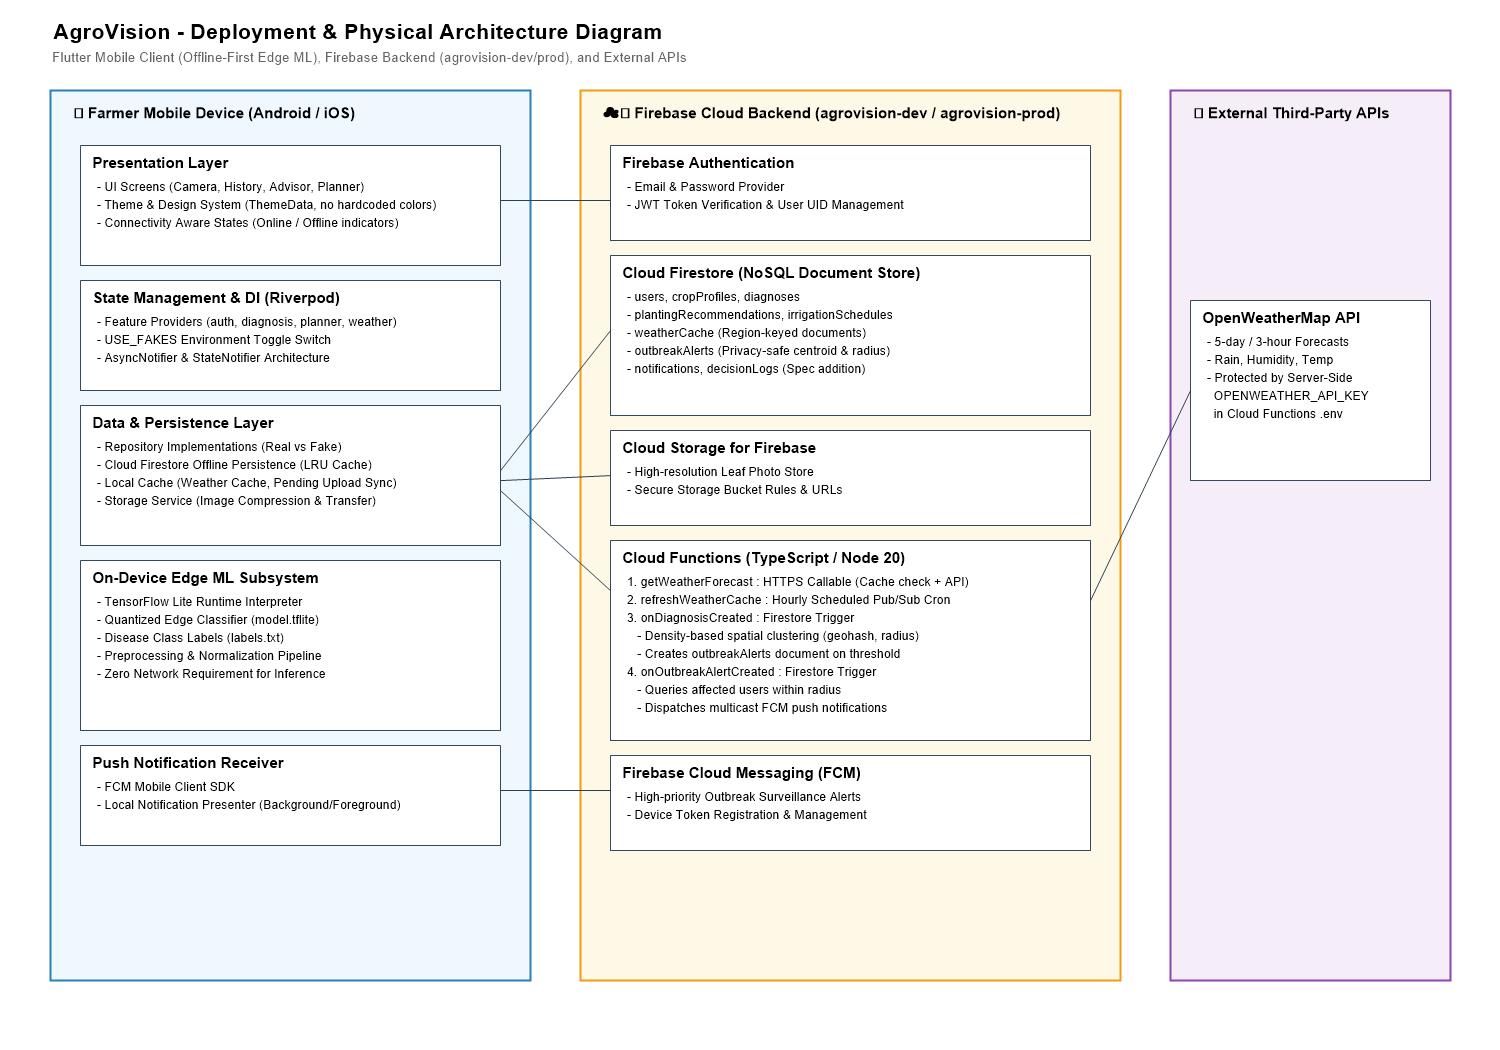 AgroVision - Deployment & Physical Architecture Diagram
Flutter Mobile Client (Offline-First Edge ML), Firebase Backend (agrovision-dev/prod), and External APIs
Farmer Mobile Device (Android / iOS)
Presentation Layer
- UI Screens (Camera, History, Advisor, Planner)
- Theme & Design System (ThemeData, no hardcoded colors)
- Connectivity Aware States (Online / Offline indicators)
State Management & DI (Riverpod)
- Feature Providers (auth, diagnosis, planner, weather)
- USE_FAKES Environment Toggle Switch
- AsyncNotifier & StateNotifier Architecture
Data & Persistence Layer
- Repository Implementations (Real vs Fake)
- Cloud Firestore Offline Persistence (LRU Cache)
- Local Cache (Weather Cache, Pending Upload Sync)
- Storage Service (Image Compression & Transfer)
On-Device Edge ML Subsystem
- TensorFlow Lite Runtime Interpreter
- Quantized Edge Classifier (model.tflite)
- Disease Class Labels (labels.txt)
- Preprocessing & Normalization Pipeline
- Zero Network Requirement for Inference
Push Notification Receiver
- FCM Mobile Client SDK
- Local Notification Presenter (Background/Foreground)
Firebase Cloud Backend (agrovision-dev / agrovision-prod)
Firebase Authentication
- Email & Password Provider
- JWT Token Verification & User UID Management
Cloud Firestore (NoSQL Document Store)
- users, cropProfiles, diagnoses
- plantingRecommendations, irrigationSchedules
- weatherCache (Region-keyed documents)
- outbreakAlerts (Privacy-safe centroid & radius)
- notifications, decisionLogs (Spec addition)
Cloud Storage for Firebase
- High-resolution Leaf Photo Store
- Secure Storage Bucket Rules & URLs
Cloud Functions (TypeScript / Node 20)
1. getWeatherForecast : HTTPS Callable (Cache check + API)
2. refreshWeatherCache : Hourly Scheduled Pub/Sub Cron
3. onDiagnosisCreated : Firestore Trigger
- Density-based spatial clustering (geohash, radius)
- Creates outbreakAlerts document on threshold
4. onOutbreakAlertCreated : Firestore Trigger
- Queries affected users within radius
- Dispatches multicast FCM push notifications
Firebase Cloud Messaging (FCM)
- High-priority Outbreak Surveillance Alerts
- Device Token Registration & Management
External Third-Party APIs
OpenWeatherMap API
- 5-day / 3-hour Forecasts
- Rain, Humidity, Temp
- Protected by Server-Side
OPENWEATHER_API_KEY
in Cloud Functions .env